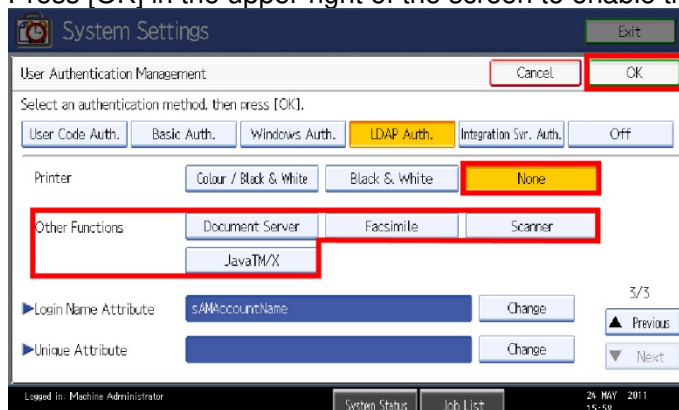 Press [OK] in the upper right of the screen to enable th
System Settings
Exit
User Authentication Management
Cancel
OK
Select an authentication method, then press [OK].
User Code Auth.
Basic Auth.
Windows Auth.
LDAP Auth.
Integration Svr. Auth.
Off
Printer
Colour / Black & White
Black & White
None
Other Functions
Document Server
Facsimile
Scanner
JavaTM/X
Login Name Attribute
sAMAccountName
Change
3/3
▲ Previous
Unique Attribute
Change
▼ Next
Logged in: Machine Administrator
System Status
Job List
24 MAY 2011
15:58